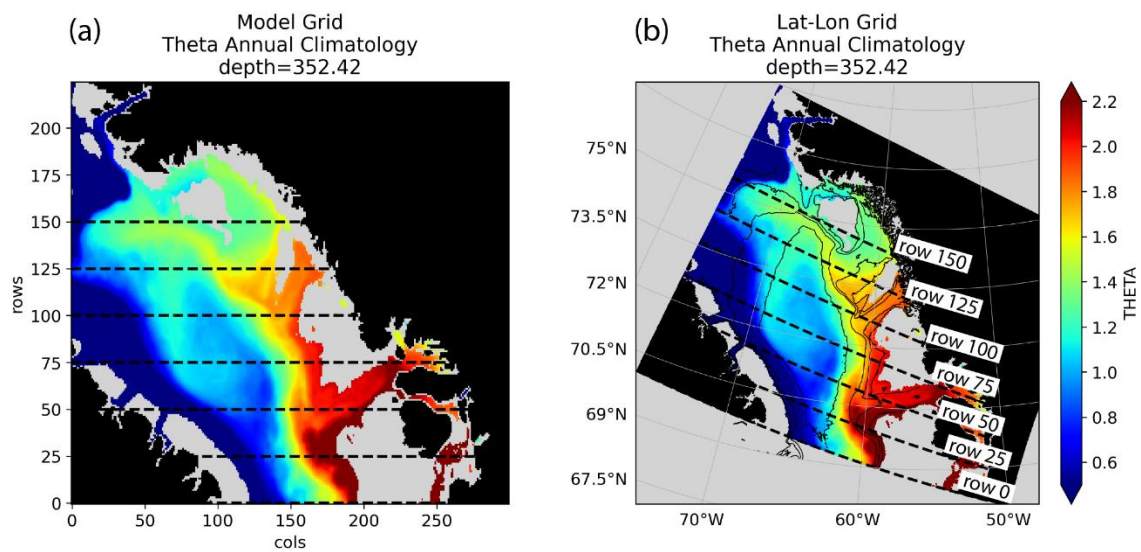 (a)
Model Grid
Theta Annual Climatology
depth=352.42
rows
200
175
150
125
100
75
50
25
0
0
50
100
150
200
250
cols
(b)
Lat-Lon Grid
Theta Annual Climatology
depth=352.42
75°N
73.5°N
72°N
70.5°N
69°N
67.5°N
70°W
60°W
50°W
row 150
row 125
row 100
row 75
row 50
row 25
row 0
2.2
2.0
1.8
1.6
1.4
1.2
1.0
0.8
0.6
THETA